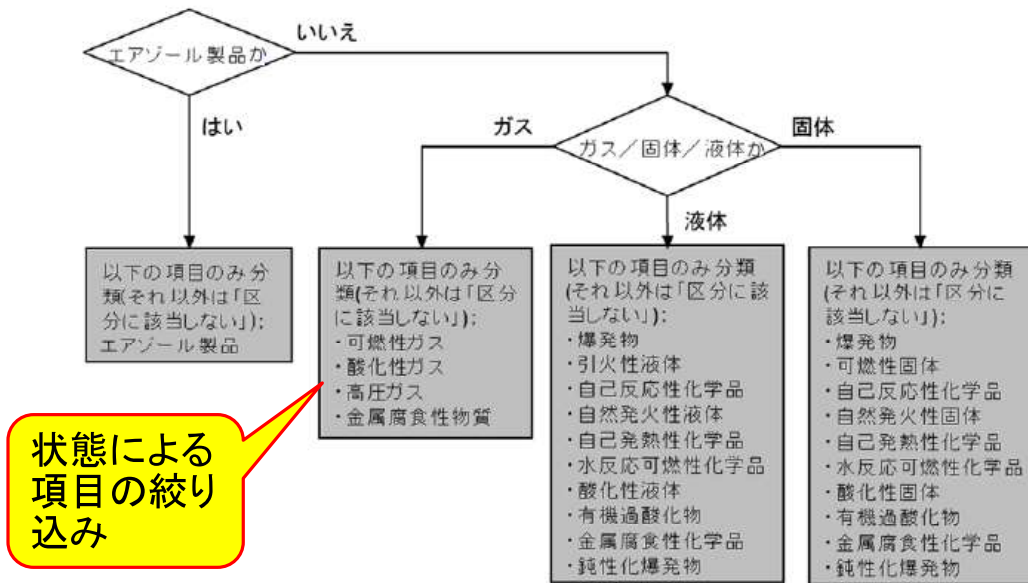 エアゾール製品か
いいえ
はい
ガス／固体／液体か
ガス
固体
液体
以下の項目のみ分
類(それ以外は「区
分に該当しない」):
エアゾール製品
以下の項目のみ分
類(それ以外は「区分
に該当しない」):
・可燃性ガス
・酸化性ガス
・高圧ガス
・金属腐食性物質
以下の項目のみ分類
(それ以外は「区分に該
当しない」):
・爆発物
・引火性液体
・自己反応性化学品
・自然発火性液体
・自己発熱性化学品
・水反応可燃性化学品
・酸化性液体
・有機過酸化物
・金属腐食性化学品
・鈍性化爆発物
以下の項目のみ分類
(それ以外は「区分に
該当しない」):
・爆発物
・可燃性固体
・自己反応性化学品
・自然発火性固体
・自己発熱性化学品
・水反応可燃性化学品
・酸化性固体
・有機過酸化物
・金属腐食性化学品
・鈍性化爆発物
状態による
項目の絞り
込み